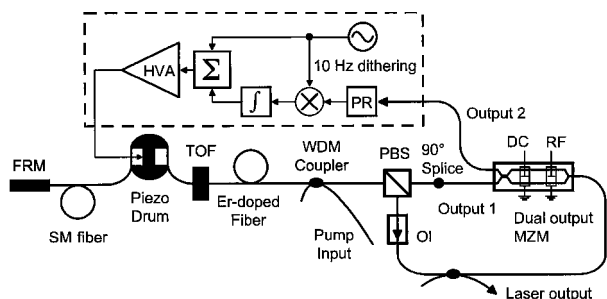 HVA
Σ
10 Hz dithering
∫
PR
Output 2
FRM
Piezo
Drum
TOF
WDM
Coupler
PBS
90°
Splice
DC
RF
SM fiber
Er-doped
Fiber
Output 1
Dual output
MZM
Pump
Input
OI
Laser output